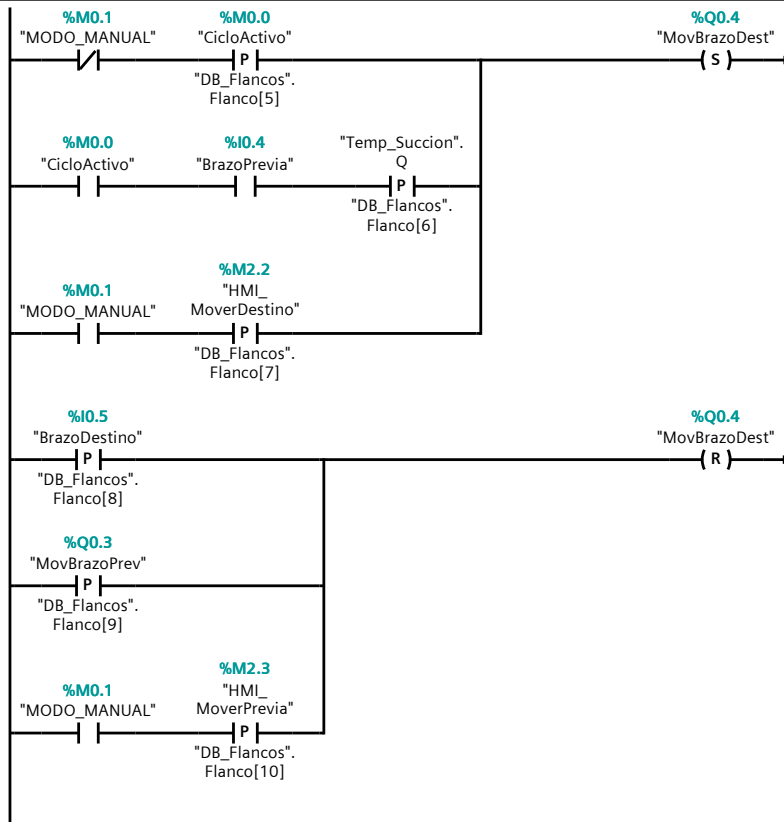 %M0.1 %M0.0 %Q0.4
"MODO_MANUAL" "CicloActivo" "MovBrazoDest"
P S
"DB_Flancos".
Flanco[5]
"Temp_Succion".
%M0.0 %I0.4 Q
"CicloActivo" "BrazoPrevia"
P
"DB_Flancos".
Flanco[6]
%M2.2
%M0.1 "HMI_
"MODO_MANUAL" MoverDestino"
P
"DB_Flancos".
Flanco[7]
%I0.5 %Q0.4
"BrazoDestino" "MovBrazoDest"
P R
"DB_Flancos".
Flanco[8]
%Q0.3
"MovBrazoPrev"
P
"DB_Flancos".
Flanco[9]
%M2.3
%M0.1 "HMI_
"MODO_MANUAL" MoverPrevia"
P
"DB_Flancos".
Flanco[10]